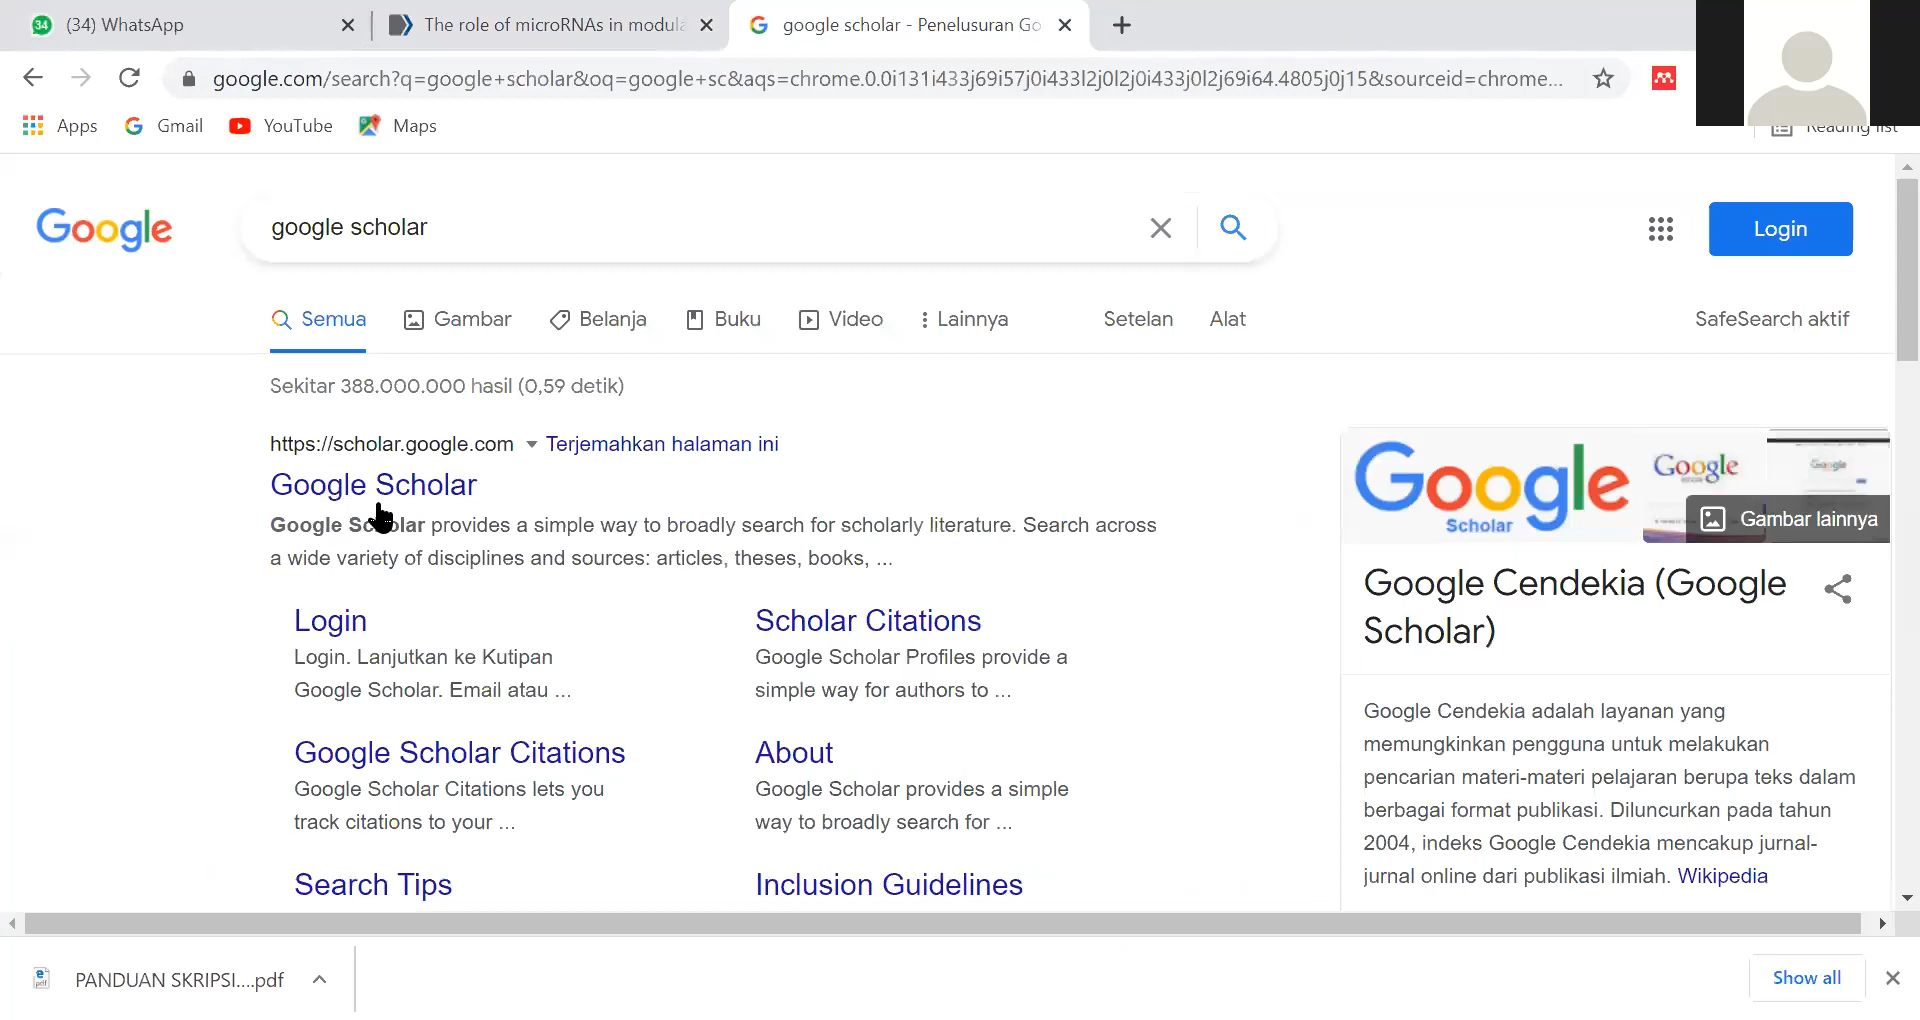 34 (34) WhatsApp
The role of microRNAs in modula
google scholar - Penelusuran Go
google.com/search?q=google+scholar&oq=google+sc&aqs=chrome.0.0i131i433j69i57j0i433l2j0l2j0i433j0l2j69i64.4805j0j15&sourceid=chrome...
Apps Gmail YouTube Maps
Reading list
Google
google scholar
Login
Semua Gambar Belanja Buku Video Lainnya Setelan Alat SafeSearch aktif
Sekitar 388.000.000 hasil (0,59 detik)
https://scholar.google.com Terjemahkan halaman ini
Google Scholar
Google Scholar provides a simple way to broadly search for scholarly literature. Search across
a wide variety of disciplines and sources: articles, theses, books, ...
Login
Login. Lanjutkan ke Kutipan
Google Scholar. Email atau ...
Scholar Citations
Google Scholar Profiles provide a
simple way for authors to ...
Google Scholar Citations
Google Scholar Citations lets you
track citations to your ...
About
Google Scholar provides a simple
way to broadly search for ...
Search Tips
Inclusion Guidelines
Google
Scholar
Google
Google
Gambar lainnya
Google Cendekia (Google
Scholar)
Google Cendekia adalah layanan yang
memungkinkan pengguna untuk melakukan
pencarian materi-materi pelajaran berupa teks dalam
berbagai format publikasi. Diluncurkan pada tahun
2004, indeks Google Cendekia mencakup jurnal-
jurnal online dari publikasi ilmiah. Wikipedia
PANDUAN SKRIPSI....pdf
Show all